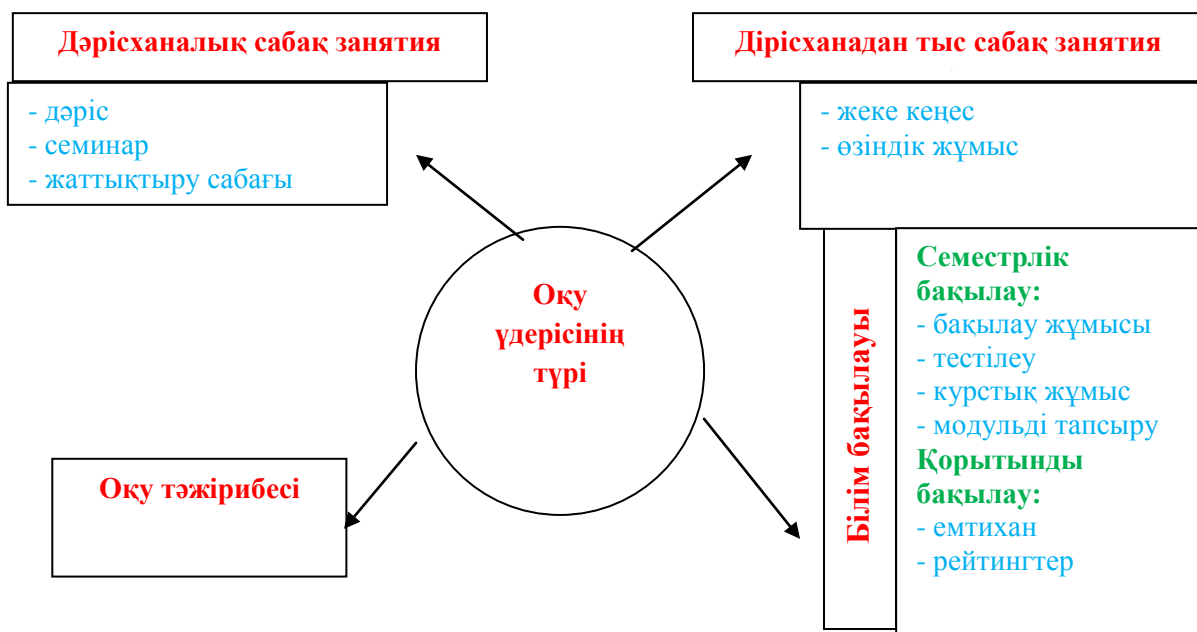 Дәрісханалық сабақ занятия
- дәріс
- семинар
- жаттықтыру сабағы
Дірісханадан тыс сабақ занятия
- жеке кеңес
- өзіндік жұмыс
Оқу
үдерісінің
түрі
Оқу тәжірибесі
Білім бақылауы
Семестрлік
бақылау:
- бақылау жұмысы
- тестілеу
- курстық жұмыс
- модульді тапсыру
Қорытынды
бақылау:
- емтихан
- рейтингтер